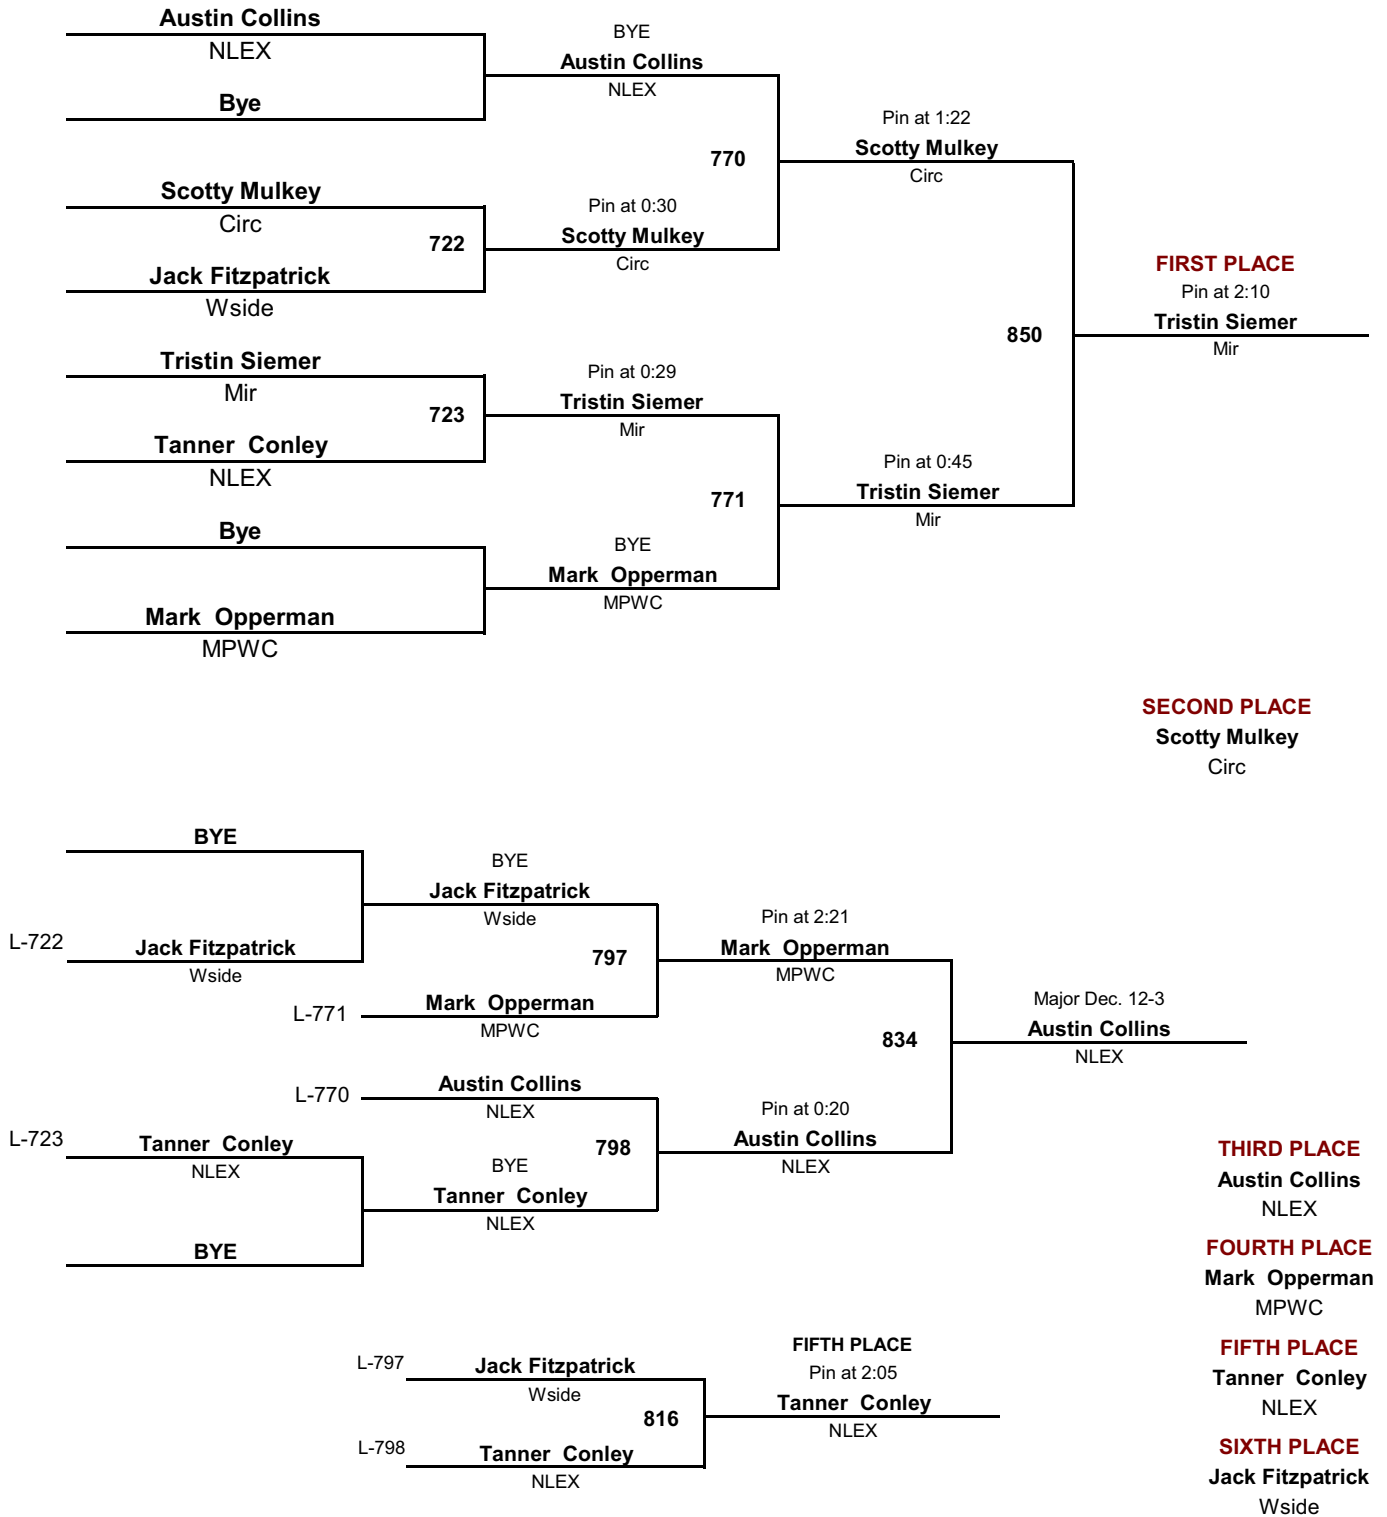 Austin Collins
NLEX
Bye
Scotty Mulkey
Circ
722
Jack Fitzpatrick
Wside
Tristin Siemer
Mir
723
Tanner Conley
NLEX
Bye
Mark Opperman
MPWC
BYE
Austin Collins
NLEX
770
Pin at 0:30
Scotty Mulkey
Circ
Pin at 0:29
Tristin Siemer
Mir
771
BYE
Mark Opperman
MPWC
Pin at 1:22
Scotty Mulkey
Circ
850
Pin at 0:45
Tristin Siemer
Mir
FIRST PLACE
Pin at 2:10
Tristin Siemer
Mir
SECOND PLACE
Scotty Mulkey
Circ
BYE
L-722
Jack Fitzpatrick
Wside
L-723
Tanner Conley
NLEX
BYE
BYE
Jack Fitzpatrick
Wside
797
L-771
Mark Opperman
MPWC
L-770
Austin Collins
NLEX
798
BYE
Tanner Conley
NLEX
Pin at 2:21
Mark Opperman
MPWC
834
Pin at 0:20
Austin Collins
NLEX
Major Dec. 12-3
Austin Collins
NLEX
THIRD PLACE
Austin Collins
NLEX
FOURTH PLACE
Mark Opperman
MPWC
FIFTH PLACE
Tanner Conley
NLEX
SIXTH PLACE
Jack Fitzpatrick
Wside
L-797
Jack Fitzpatrick
Wside
816
L-798
Tanner Conley
NLEX
FIFTH PLACE
Pin at 2:05
Tanner Conley
NLEX